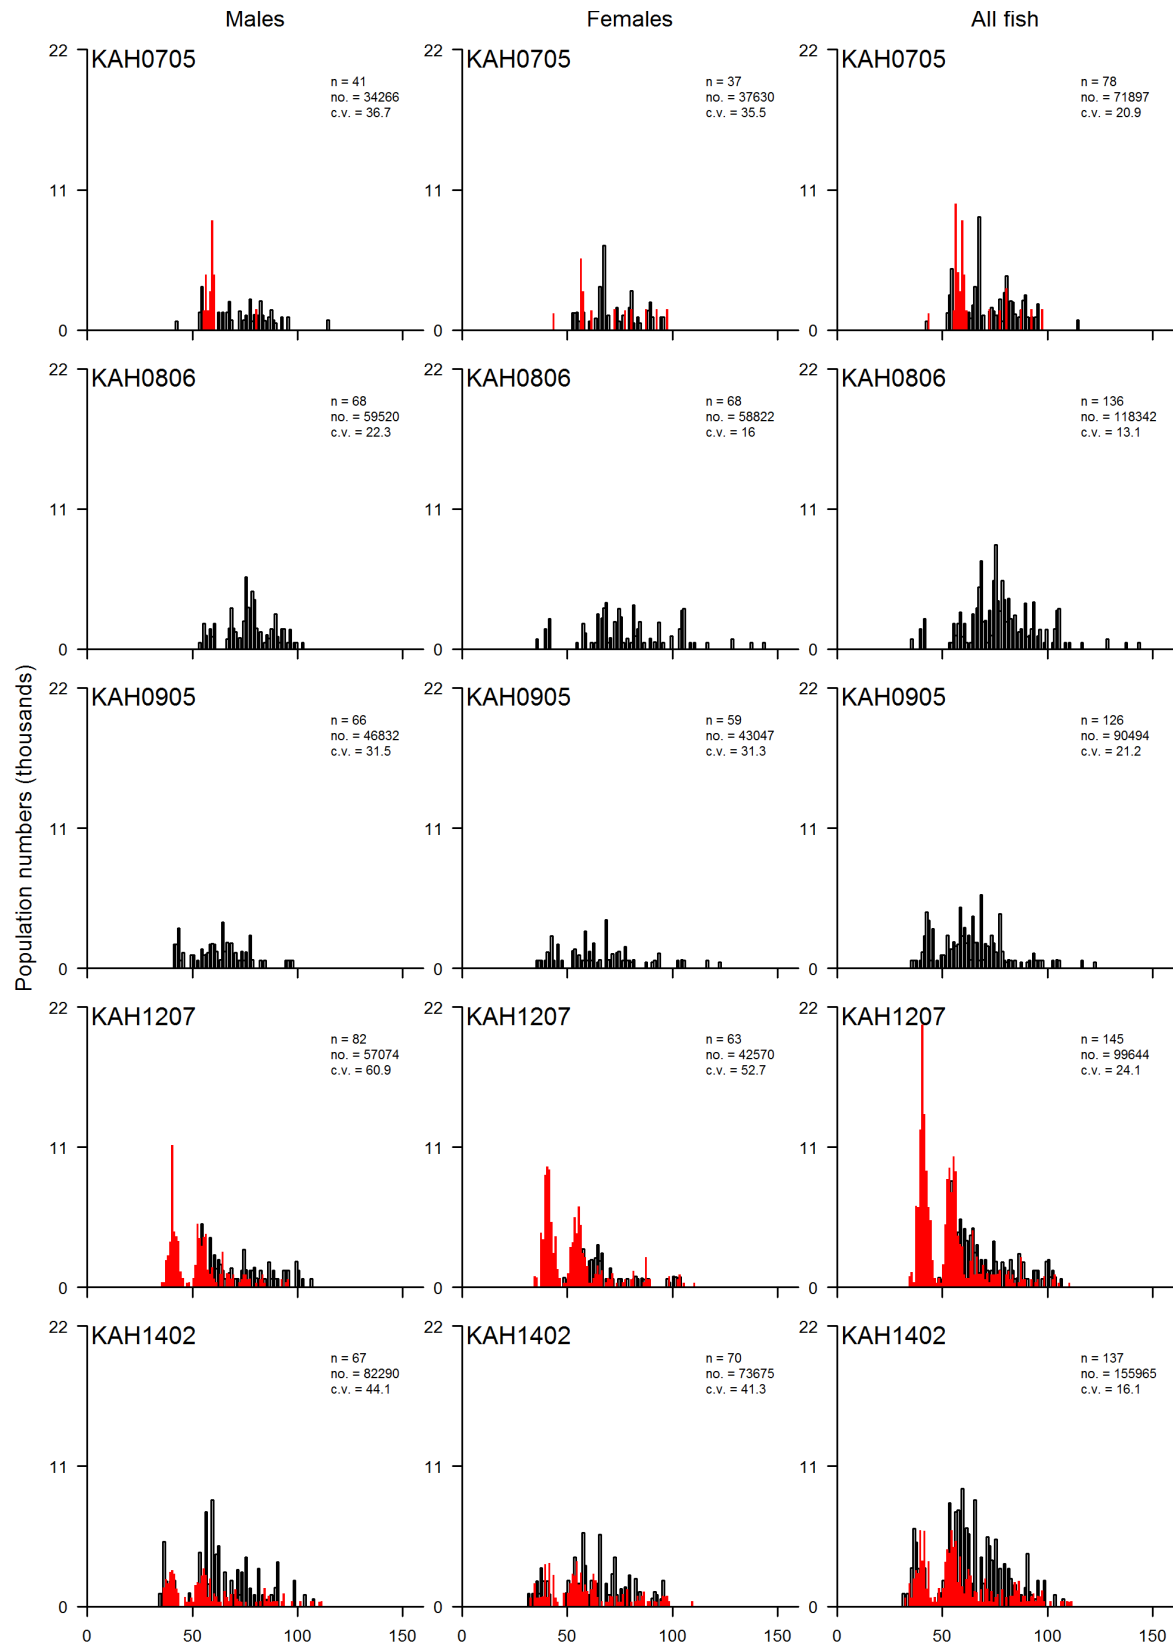 Males Females All fish
Population numbers (thousands)
22 KAH0705 22 KAH0705 22 KAH0705
n = 41 n = 37 n = 78
no. = 34266 no. = 37630 no. = 71897
c.v. = 36.7 c.v. = 35.5 c.v. = 20.9
11 11 11
0 0 0
22 KAH0806 22 KAH0806 22 KAH0806
n = 68 n = 68 n = 136
no. = 59520 no. = 58822 no. = 118342
c.v. = 22.3 c.v. = 16 c.v. = 13.1
11 11 11
0 0 0
22 KAH0905 22 KAH0905 22 KAH0905
n = 66 n = 59 n = 126
no. = 46832 no. = 43047 no. = 90494
c.v. = 31.5 c.v. = 31.3 c.v. = 21.2
11 11 11
0 0 0
22 KAH1207 22 KAH1207 22 KAH1207
n = 82 n = 63 n = 145
no. = 57074 no. = 42570 no. = 99644
c.v. = 60.9 c.v. = 52.7 c.v. = 24.1
11 11 11
0 0 0
22 KAH1402 22 KAH1402 22 KAH1402
n = 67 n = 70 n = 137
no. = 82290 no. = 73675 no. = 155965
c.v. = 44.1 c.v. = 41.3 c.v. = 16.1
11 11 11
0 0 0
0 50 100 150 0 50 100 150 0 50 100 150